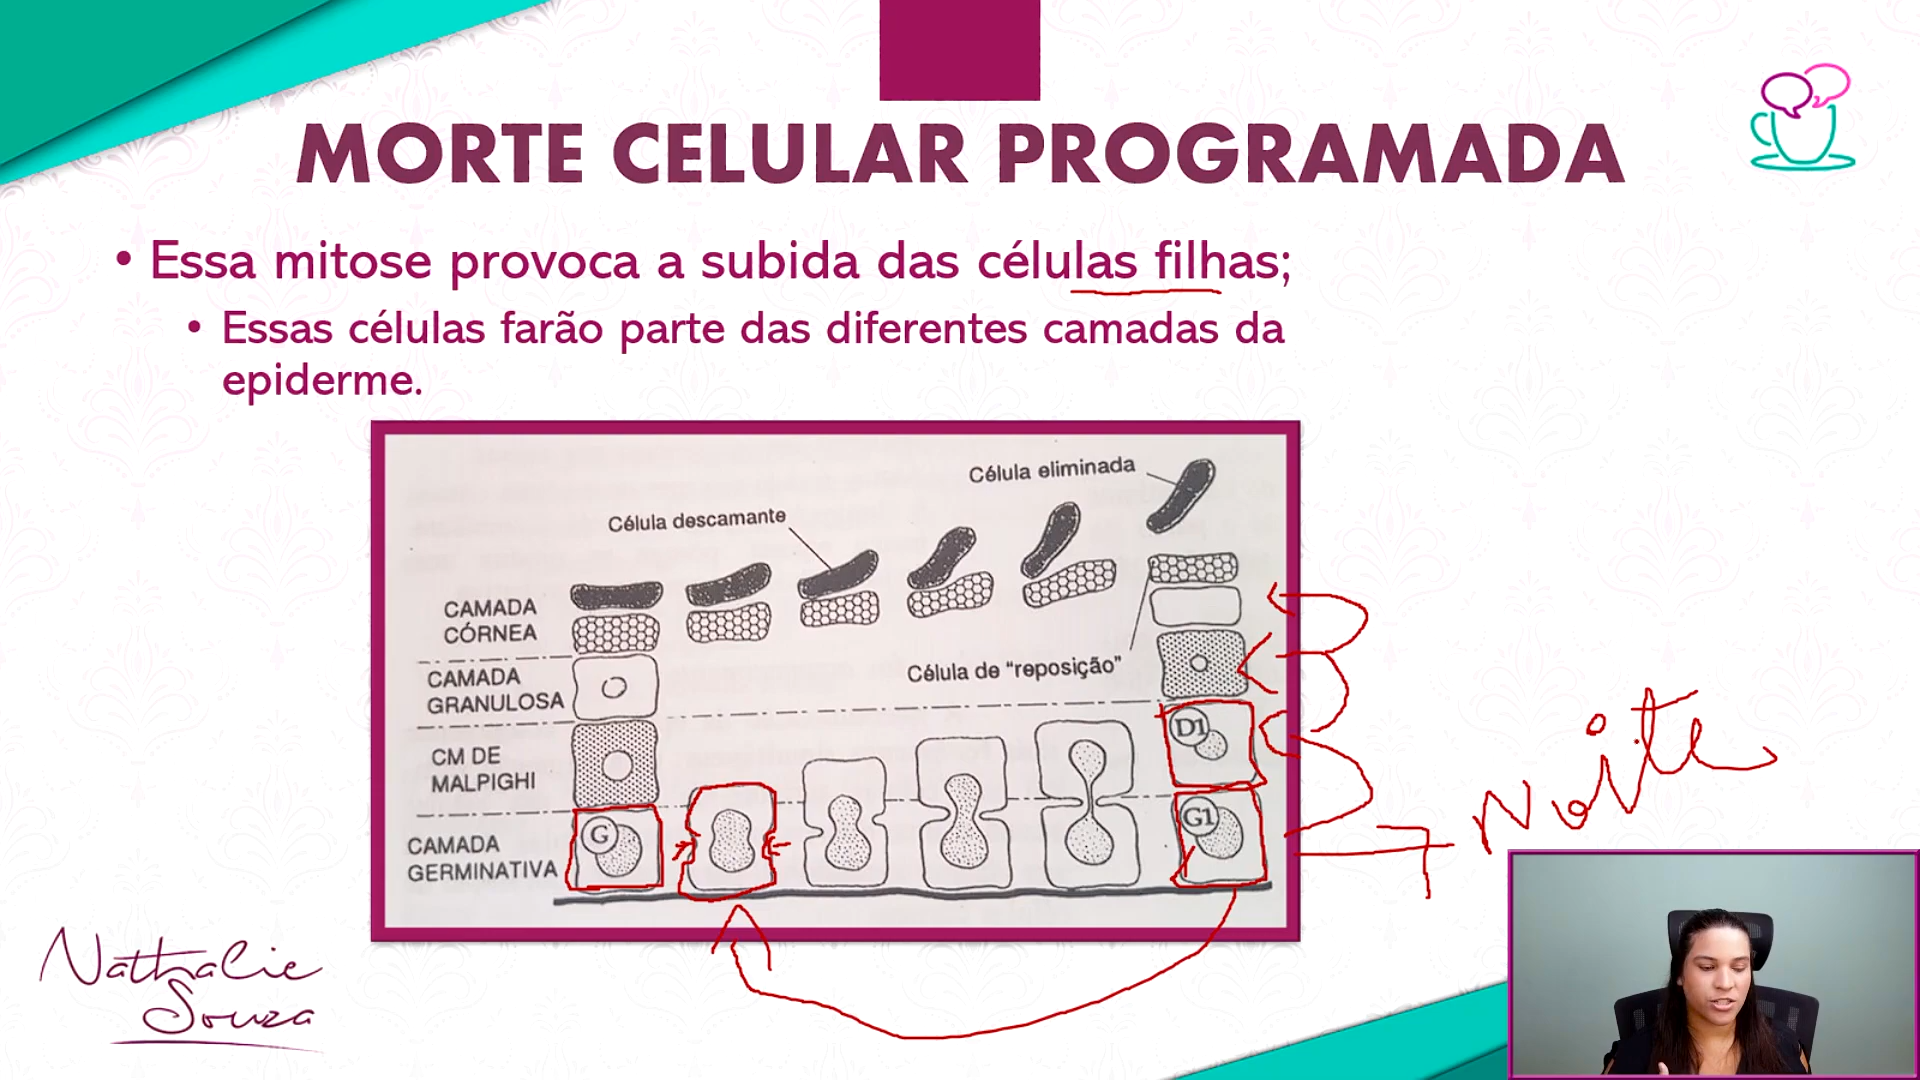 MORTE CELULAR PROGRAMADA
• Essa mitose provoca a subida das células filhas;
• Essas células farão parte das diferentes camadas da
epiderme.
Célula eliminada
Célula descamante
CAMADA
CÓRNEA
Célula de “reposição”
CAMADA
GRANULOSA
CM DE
MALPIGHI
D1
CAMADA
GERMINATIVA
G
G1
Noite
Nathalie
Souza